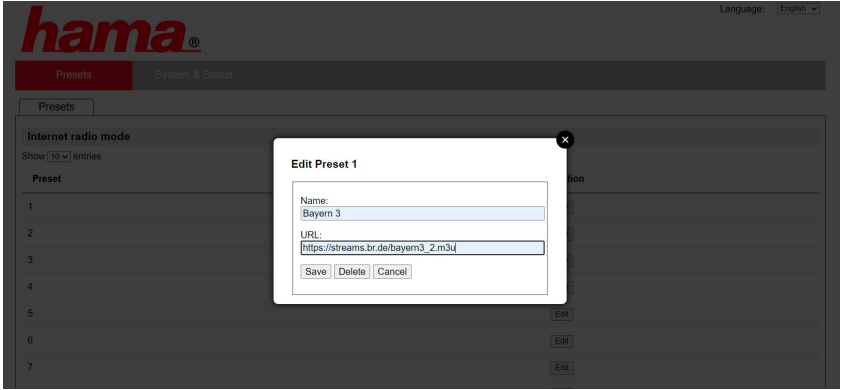 Language: English
hama®
Presets System & Status
Presets
Internet radio mode
Show 10 entries
Preset tion
1
2
3
4
5 Edit
6 Edit
7 Edit
Edit Preset 1
Name:
Bayern 3
URL:
https://streams.br.de/bayern3_2.m3u
Save Delete Cancel